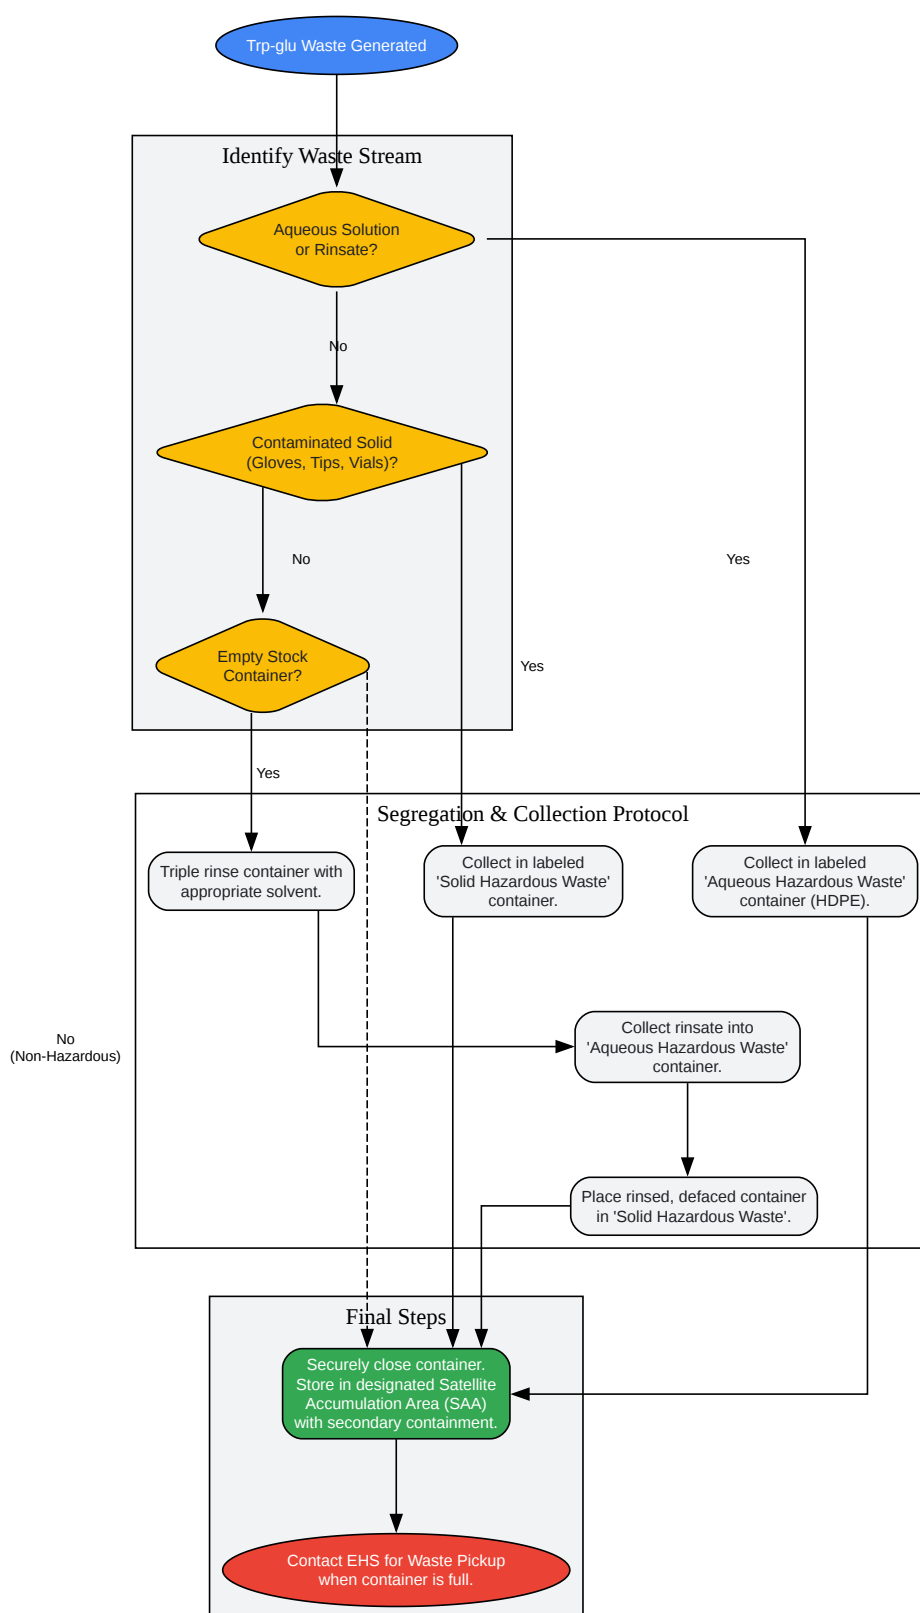 Trp-glu Waste Generated
Identify Waste Stream
Aqueous Solution
or Rinsate?
No
Contaminated Solid
(Gloves, Tips, Vials)?
No
Yes
Empty Stock
Container?
Yes
Yes
Segregation & Collection Protocol
Triple rinse container with
appropriate solvent.
Collect in labeled
'Solid Hazardous Waste'
container.
Collect in labeled
'Aqueous Hazardous Waste'
container (HDPE).
No
(Non-Hazardous)
Collect rinsate into
'Aqueous Hazardous Waste'
container.
Place rinsed, defaced container
in 'Solid Hazardous Waste'.
Final Steps
Securely close container.
Store in designated Satellite
Accumulation Area (SAA)
with secondary containment.
Contact EHS for Waste Pickup
when container is full.